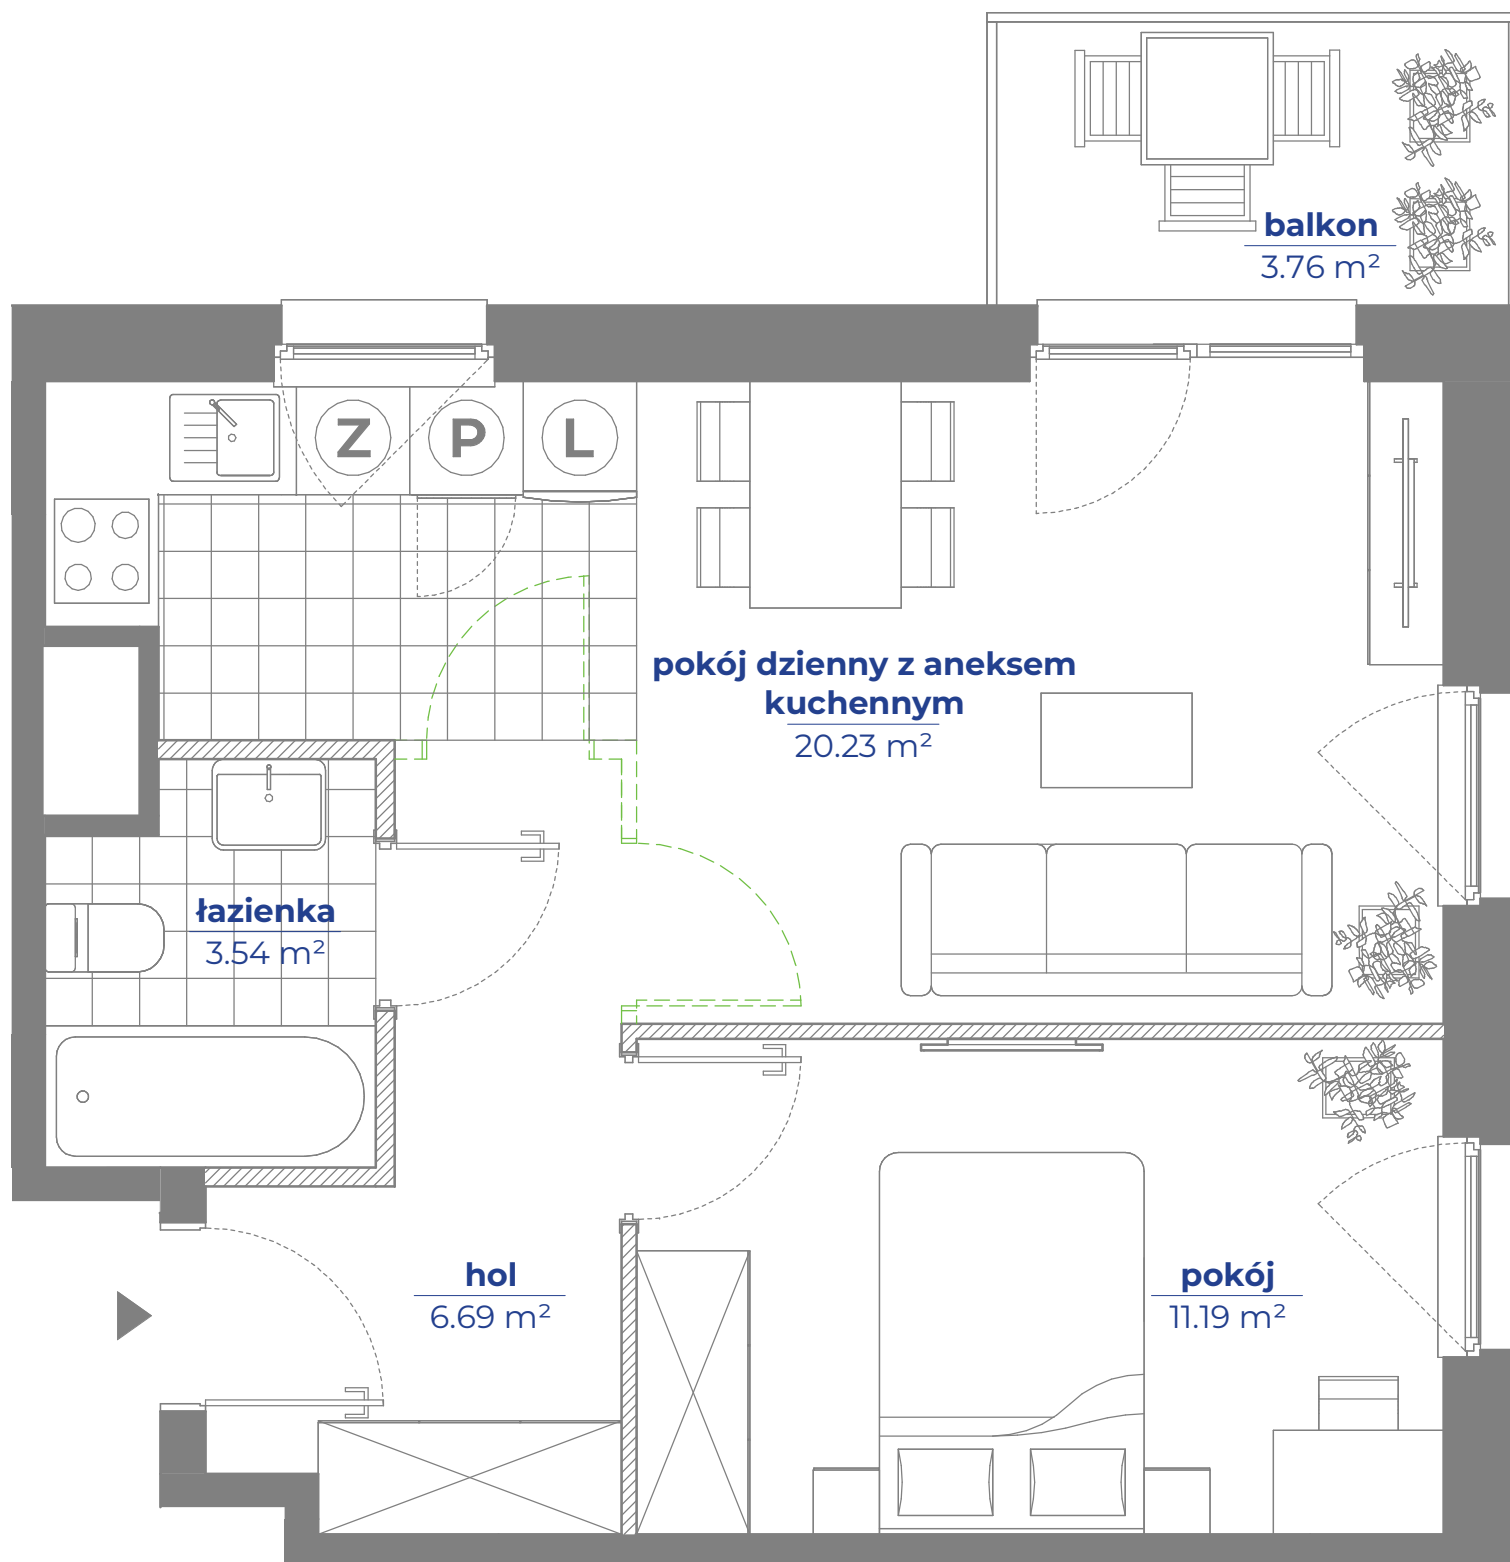 balkon
3.76 m²
Z P L
pokój dzienny z aneksem
kuchennym
20.23 m²
łazienka
3.54 m²
hol
6.69 m²
pokój
11.19 m²